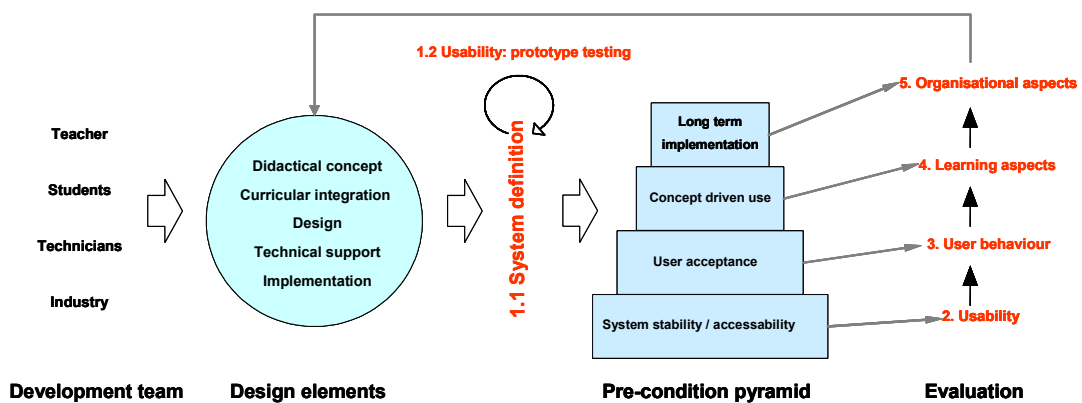 1.2 Usability: prototype testing
Teacher
Students
Technicians
Industry
Didactical concept
Curricular integration
Design
Technical support
Implementation
1.1 System definition
Long term
implementation
Concept driven use
User acceptance
System stability / accessability
5. Organisational aspects
4. Learning aspects
3. User behaviour
2. Usability
Development team
Design elements
Pre-condition pyramid
Evaluation